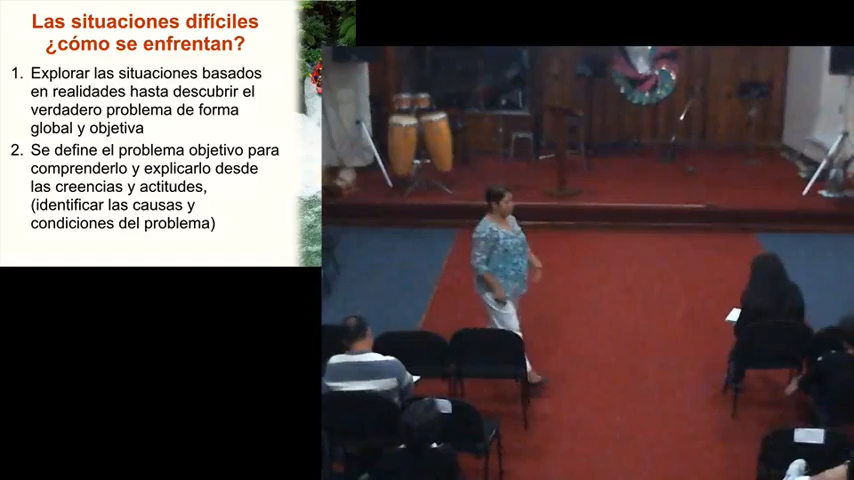 Las situaciones difíciles
¿cómo se enfrentan?
1. Explorar las situaciones basados
en realidades hasta descubrir el
verdadero problema de forma
global y objetiva
2. Se define el problema objetivo para
comprenderlo y explicarlo desde
las creencias y actitudes,
(identificar las causas y
condiciones del problema)